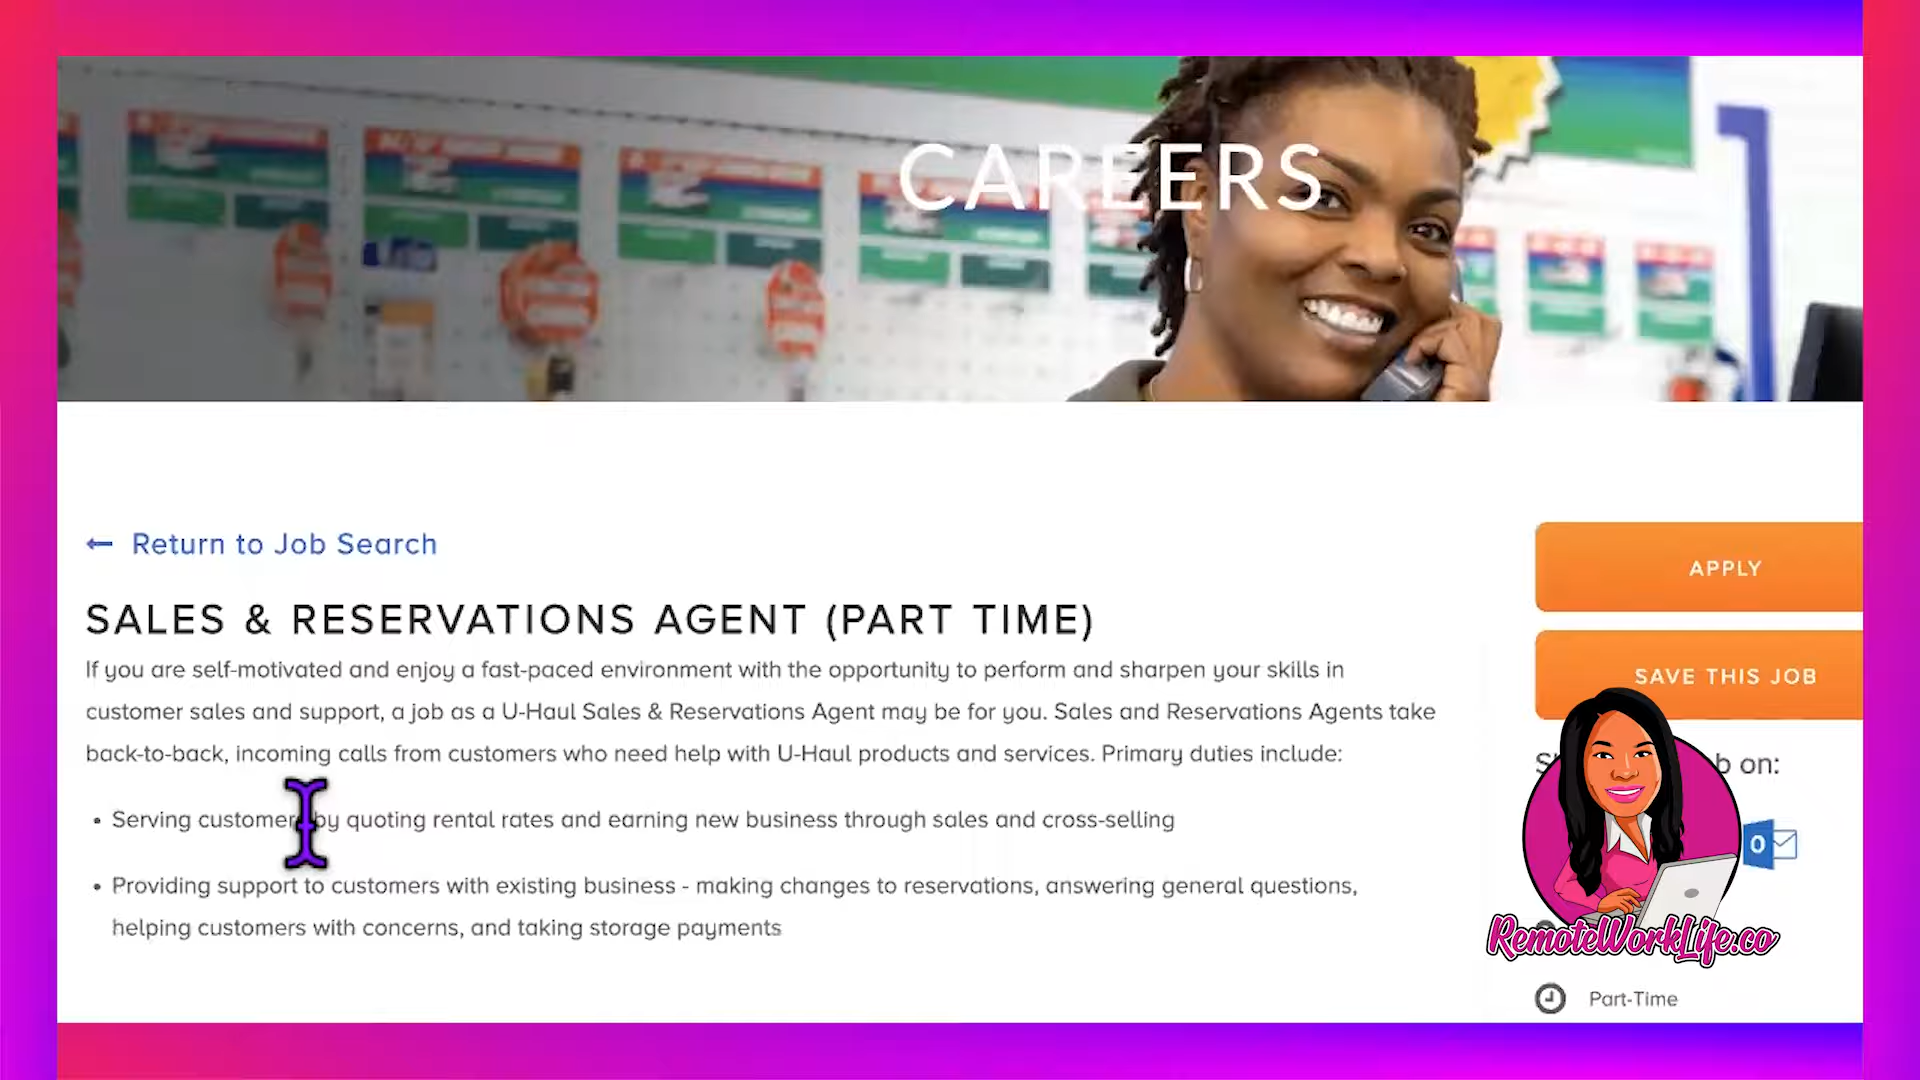 CAREERS
Return to Job Search
SALES & RESERVATIONS AGENT (PART TIME)
If you are self-motivated and enjoy a fast-paced environment with the opportunity to perform and sharpen your skills in
customer sales and support, a job as a U-Haul Sales & Reservations Agent may be for you. Sales and Reservations Agents take
back-to-back, incoming calls from customers who need help with U-Haul products and services. Primary duties include:
• Serving customers by quoting rental rates and earning new business through sales and cross-selling
• Providing support to customers with existing business - making changes to reservations, answering general questions,
helping customers with concerns, and taking storage payments
APPLY
SAVE THIS JOB
on:
O
RemoteWorkLife.co
Part-Time